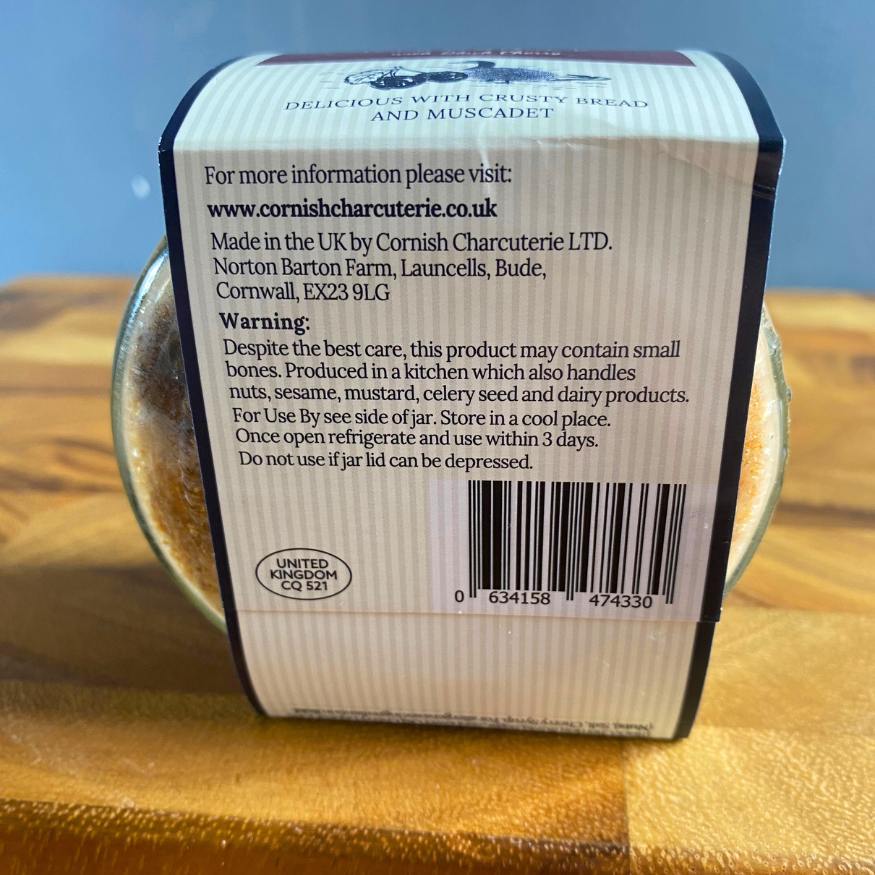 DELICIOUS WITH CRUSTY BREAD
AND MUSCADET
For more information please visit:
www.cornishcharcuterie.co.uk
Made in the UK by Cornish Charcuterie LTD.
Norton Barton Farm, Launcells, Bude,
Cornwall, EX23 9LG
Warning:
Despite the best care, this product may contain small
bones. Produced in a kitchen which also handles
nuts, sesame, mustard, celery seed and dairy products.
For Use By see side of jar. Store in a cool place.
Once open refrigerate and use within 3 days.
Do not use if jar lid can be depressed.
UNITED
KINGDOM
CQ 521
0 634158 474330